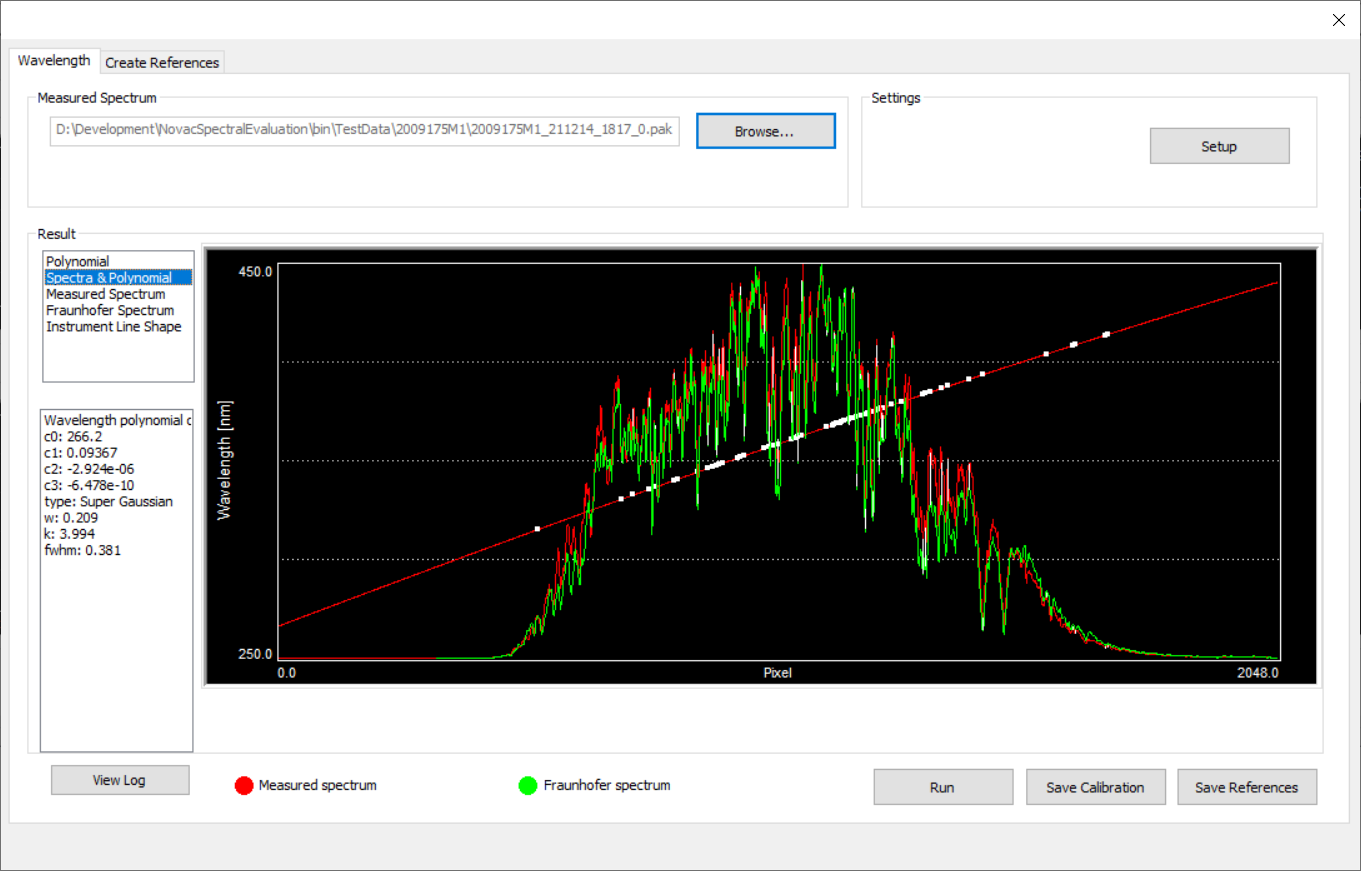 Wavelength
Create References
Measured Spectrum
D:\Development\NovacSpectralEvaluation\bin\TestData\2009175M1\2009175M1_211214_1817_0.pak
Browse...
Settings
Setup
Result
Polynomial
Spectra & Polynomial
Measured Spectrum
Fraunhofer Spectrum
Instrument Line Shape
Wavelength polynomial c
c0: 266.2
c1: 0.09367
c2: -2.924e-06
c3: -6.478e-10
type: Super Gaussian
w: 0.209
k: 3.994
fwhm: 0.381
450.0
Wavelength [nm]
250.0
0.0
Pixel
2048.0
View Log
Measured spectrum
Fraunhofer spectrum
Run
Save Calibration
Save References